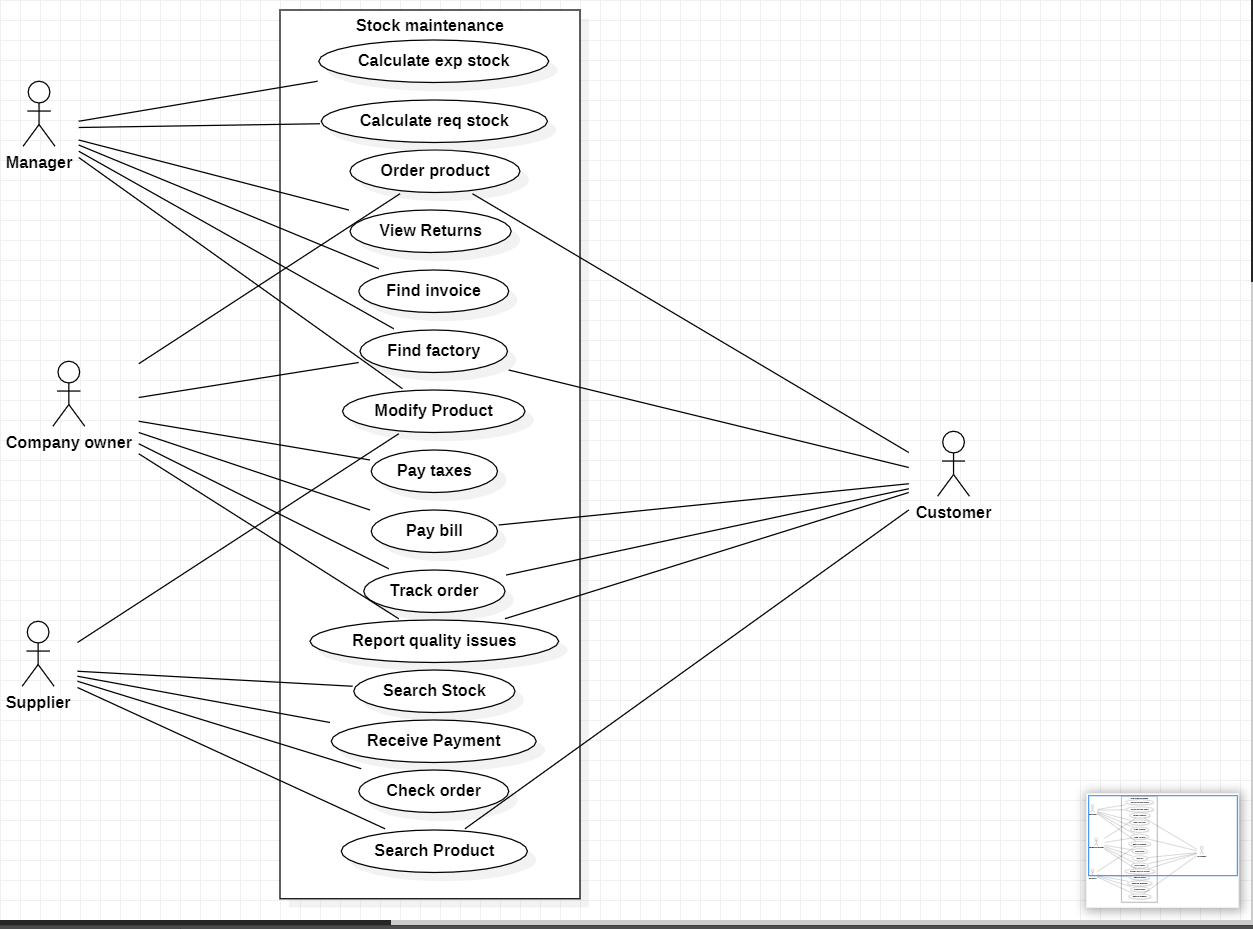 Stock maintenance
Calculate exp stock
Manager
Calculate req stock
Order product
View Returns
Find invoice
Find factory
Company owner
Modify Product
Pay taxes
Customer
Pay bill
Track order
Report quality issues
Supplier
Search Stock
Receive Payment
Check order
Search Product